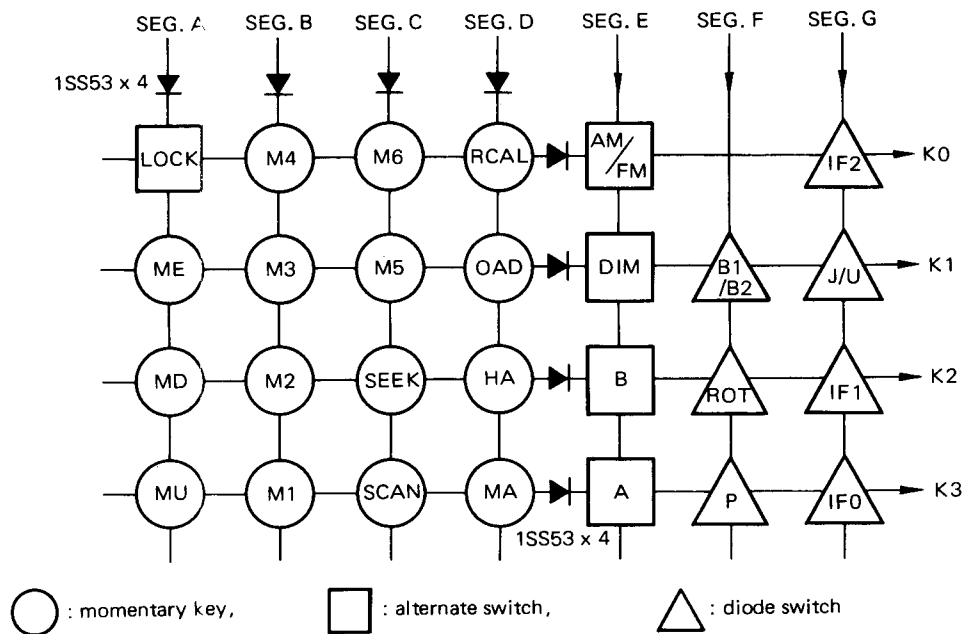 SEG. A SEG. B SEG. C SEG. D SEG. E SEG. F SEG. G
1SS53 x 4
LOCK M4 M6 RCAL AM/FM IF2 K0
ME M3 M5 OAD DIM B1/B2 J/U K1
MD M2 SEEK HA B ROT IF1 K2
MU M1 SCAN MA A P IF0 K3
1SS53 x 4
: momentary key, : alternate switch, : diode switch